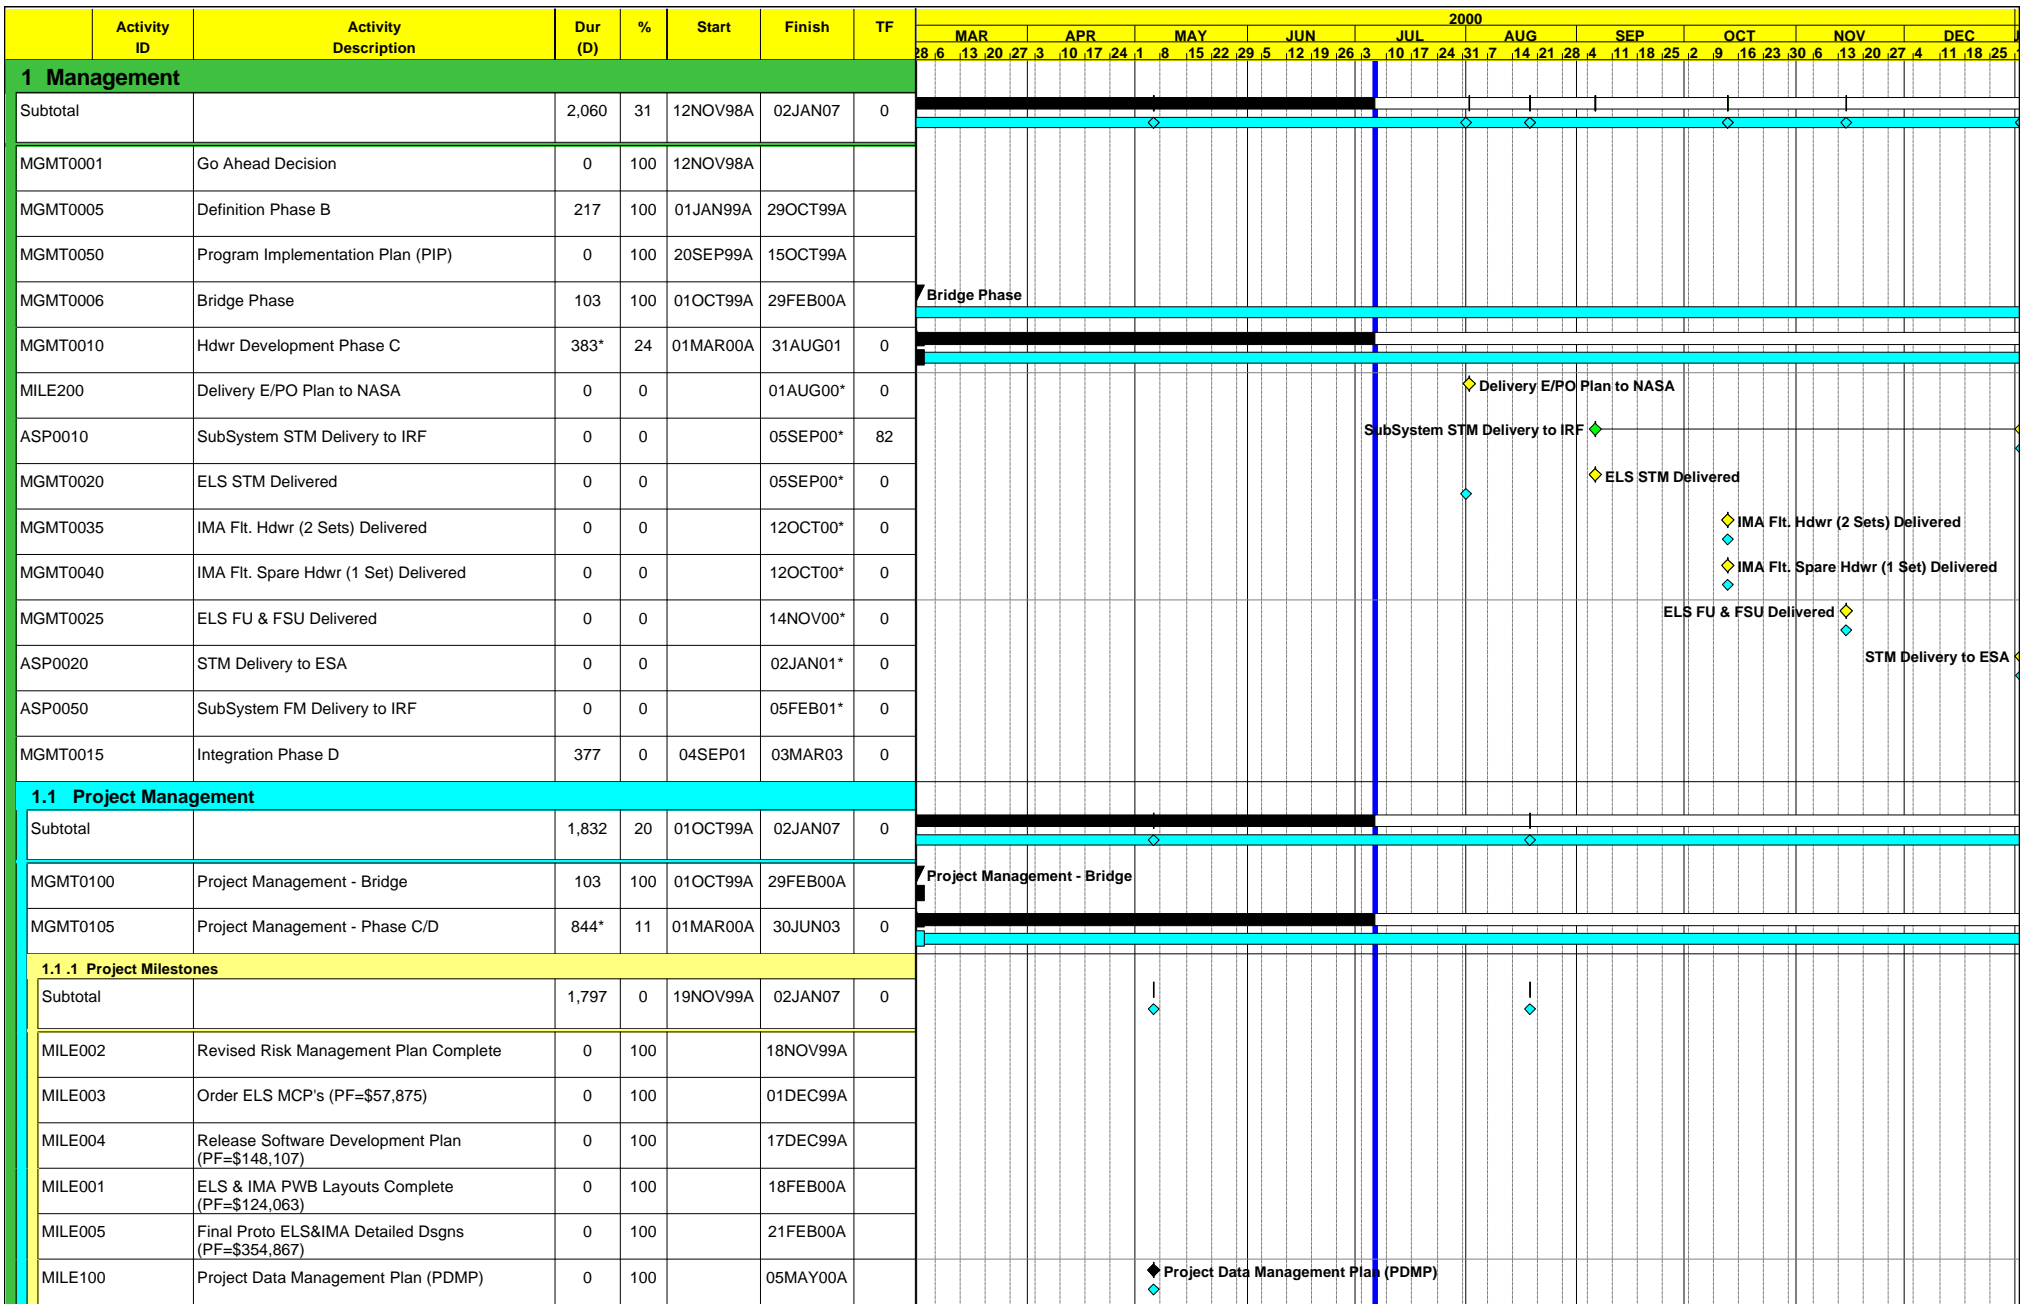 2000
Activity ID Activity Description Dur (D) % Start Finish TF
MAR APR MAY JUN JUL AUG SEP OCT NOV DEC
28 6 13 20 27 3 10 17 24 1 8 15 22 29 5 12 19 26 3 10 17 24 31 7 14 21 28 4 11 18 25 2 9 16 23 30 6 13 20 27 4 11 18 25
1 Management
Subtotal 2,060 31 12NOV98A 02JAN07 0
MGMT0001 Go Ahead Decision 0 100 12NOV98A
MGMT0005 Definition Phase B 217 100 01JAN99A 29OCT99A
MGMT0050 Program Implementation Plan (PIP) 0 100 20SEP99A 15OCT99A
MGMT0006 Bridge Phase 103 100 01OCT99A 29FEB00A Bridge Phase
MGMT0010 Hdwr Development Phase C 383* 24 01MAR00A 31AUG01 0
MILE200 Delivery E/PO Plan to NASA 0 0 01AUG00* 0 Delivery E/PO Plan to NASA
ASP0010 SubSystem STM Delivery to IRF 0 0 05SEP00* 82 SubSystem STM Delivery to IRF
MGMT0020 ELS STM Delivered 0 0 05SEP00* 0 ELS STM Delivered
MGMT0035 IMA Flt. Hdwr (2 Sets) Delivered 0 0 12OCT00* 0 IMA Flt. Hdwr (2 Sets) Delivered
MGMT0040 IMA Flt. Spare Hdwr (1 Set) Delivered 0 0 12OCT00* 0 IMA Flt. Spare Hdwr (1 Set) Delivered
MGMT0025 ELS FU & FSU Delivered 0 0 14NOV00* 0 ELS FU & FSU Delivered
ASP0020 STM Delivery to ESA 0 0 02JAN01* 0 STM Delivery to ESA
ASP0050 SubSystem FM Delivery to IRF 0 0 05FEB01* 0
MGMT0015 Integration Phase D 377 0 04SEP01 03MAR03 0
1.1 Project Management
Subtotal 1,832 20 01OCT99A 02JAN07 0
MGMT0100 Project Management - Bridge 103 100 01OCT99A 29FEB00A Project Management - Bridge
MGMT0105 Project Management - Phase C/D 844* 11 01MAR00A 30JUN03 0
1.1 .1 Project Milestones
Subtotal 1,797 0 19NOV99A 02JAN07 0
MILE002 Revised Risk Management Plan Complete 0 100 18NOV99A
MILE003 Order ELS MCP's (PF=$57,875) 0 100 01DEC99A
MILE004 Release Software Development Plan (PF=$148,107) 0 100 17DEC99A
MILE001 ELS & IMA PWB Layouts Complete (PF=$124,063) 0 100 18FEB00A
MILE005 Final Proto ELS&IMA Detailed Dsgns (PF=$354,867) 0 100 21FEB00A
MILE100 Project Data Management Plan (PDMP) 0 100 05MAY00A Project Data Management Plan (PDMP)